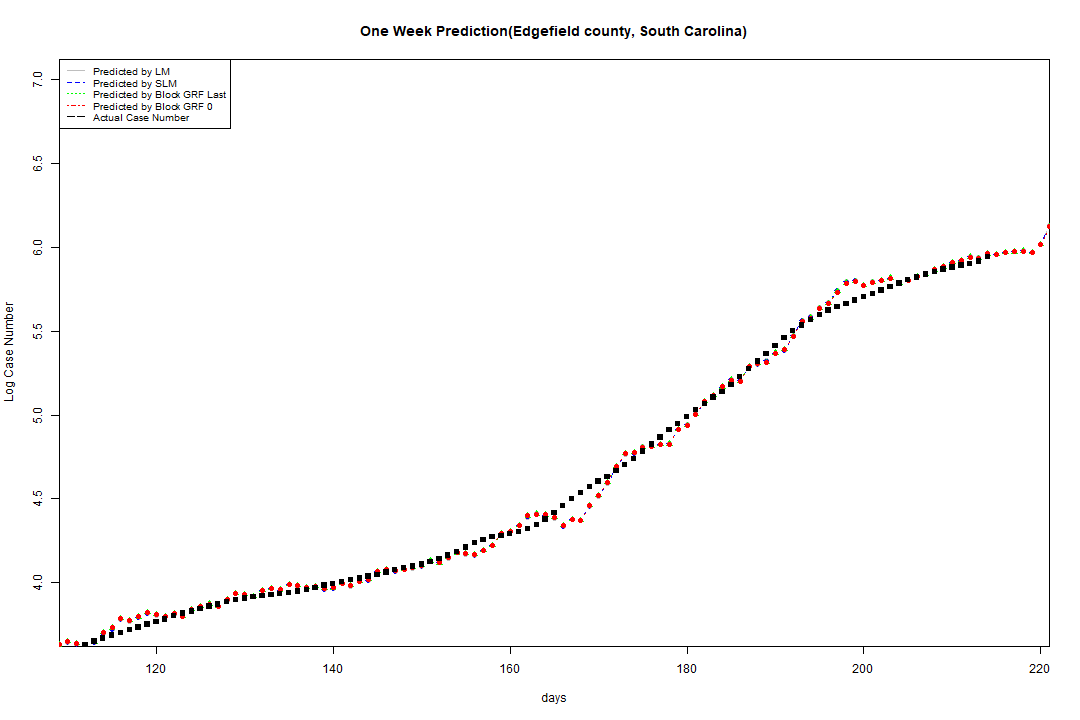 One Week Prediction(Edgefield county, South Carolina)
Predicted by LM
Predicted by SLM
Predicted by Block GRF Last
Predicted by Block GRF 0
Actual Case Number
7.0
6.5
6.0
5.5
5.0
4.5
4.0
Log Case Number
120 140 160 180 200 220
days